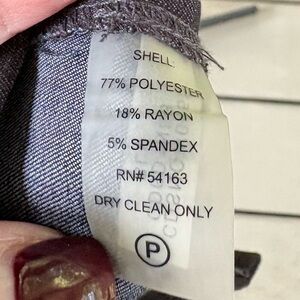 SHELL:
77% POLYESTER
18% RAYON
5% SPANDEX
RN# 54163
DRY CLEAN ONLY
P